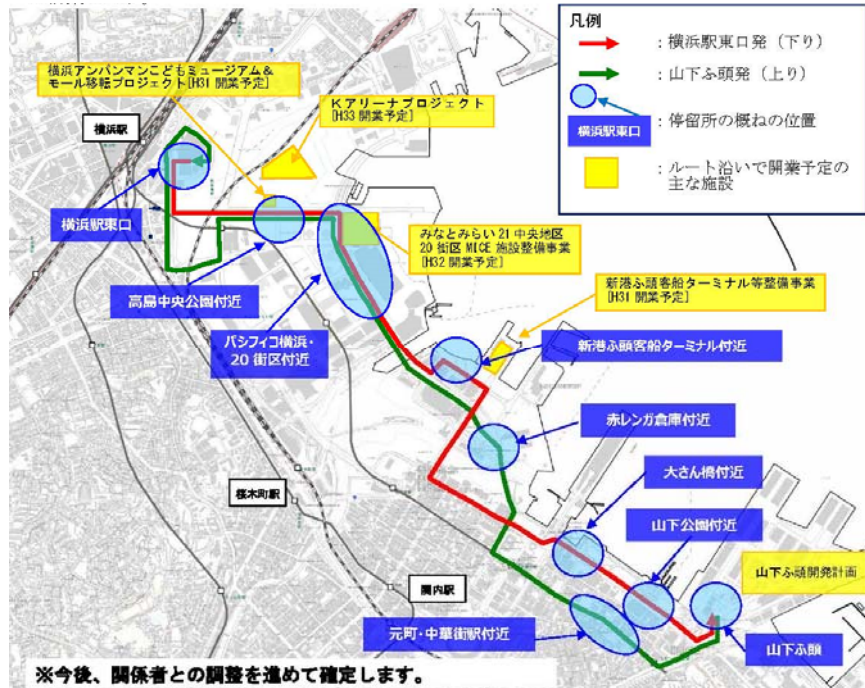 凡例
：横浜駅東口発（下り）
：山下ふ頭発（上り）
横浜駅東口
：停留所の概ねの位置
：ルート沿いで開業予定の
主な施設
横浜アンパンマンこどもミュージアム＆
モール移転プロジェクト[H31 開業予定]
Kアリーナプロジェクト
[H33 開業予定]
横浜駅
横浜駅東口
みなとみらい21中央地区
20 街区 MICE 施設整備事業
[H32 開業予定]
高島中央公園付近
新港ふ頭客船ターミナル等整備事業
[H31 開業予定]
パシフィコ横浜・
20 街区付近
新港ふ頭客船ターミナル付近
赤レンガ倉庫付近
大さん橋付近
桜木町駅
山下公園付近
山下ふ頭開発計画
関内駅
元町・中華街駅付近
山下ふ頭
※今後、関係者との調整を進めて確定します。